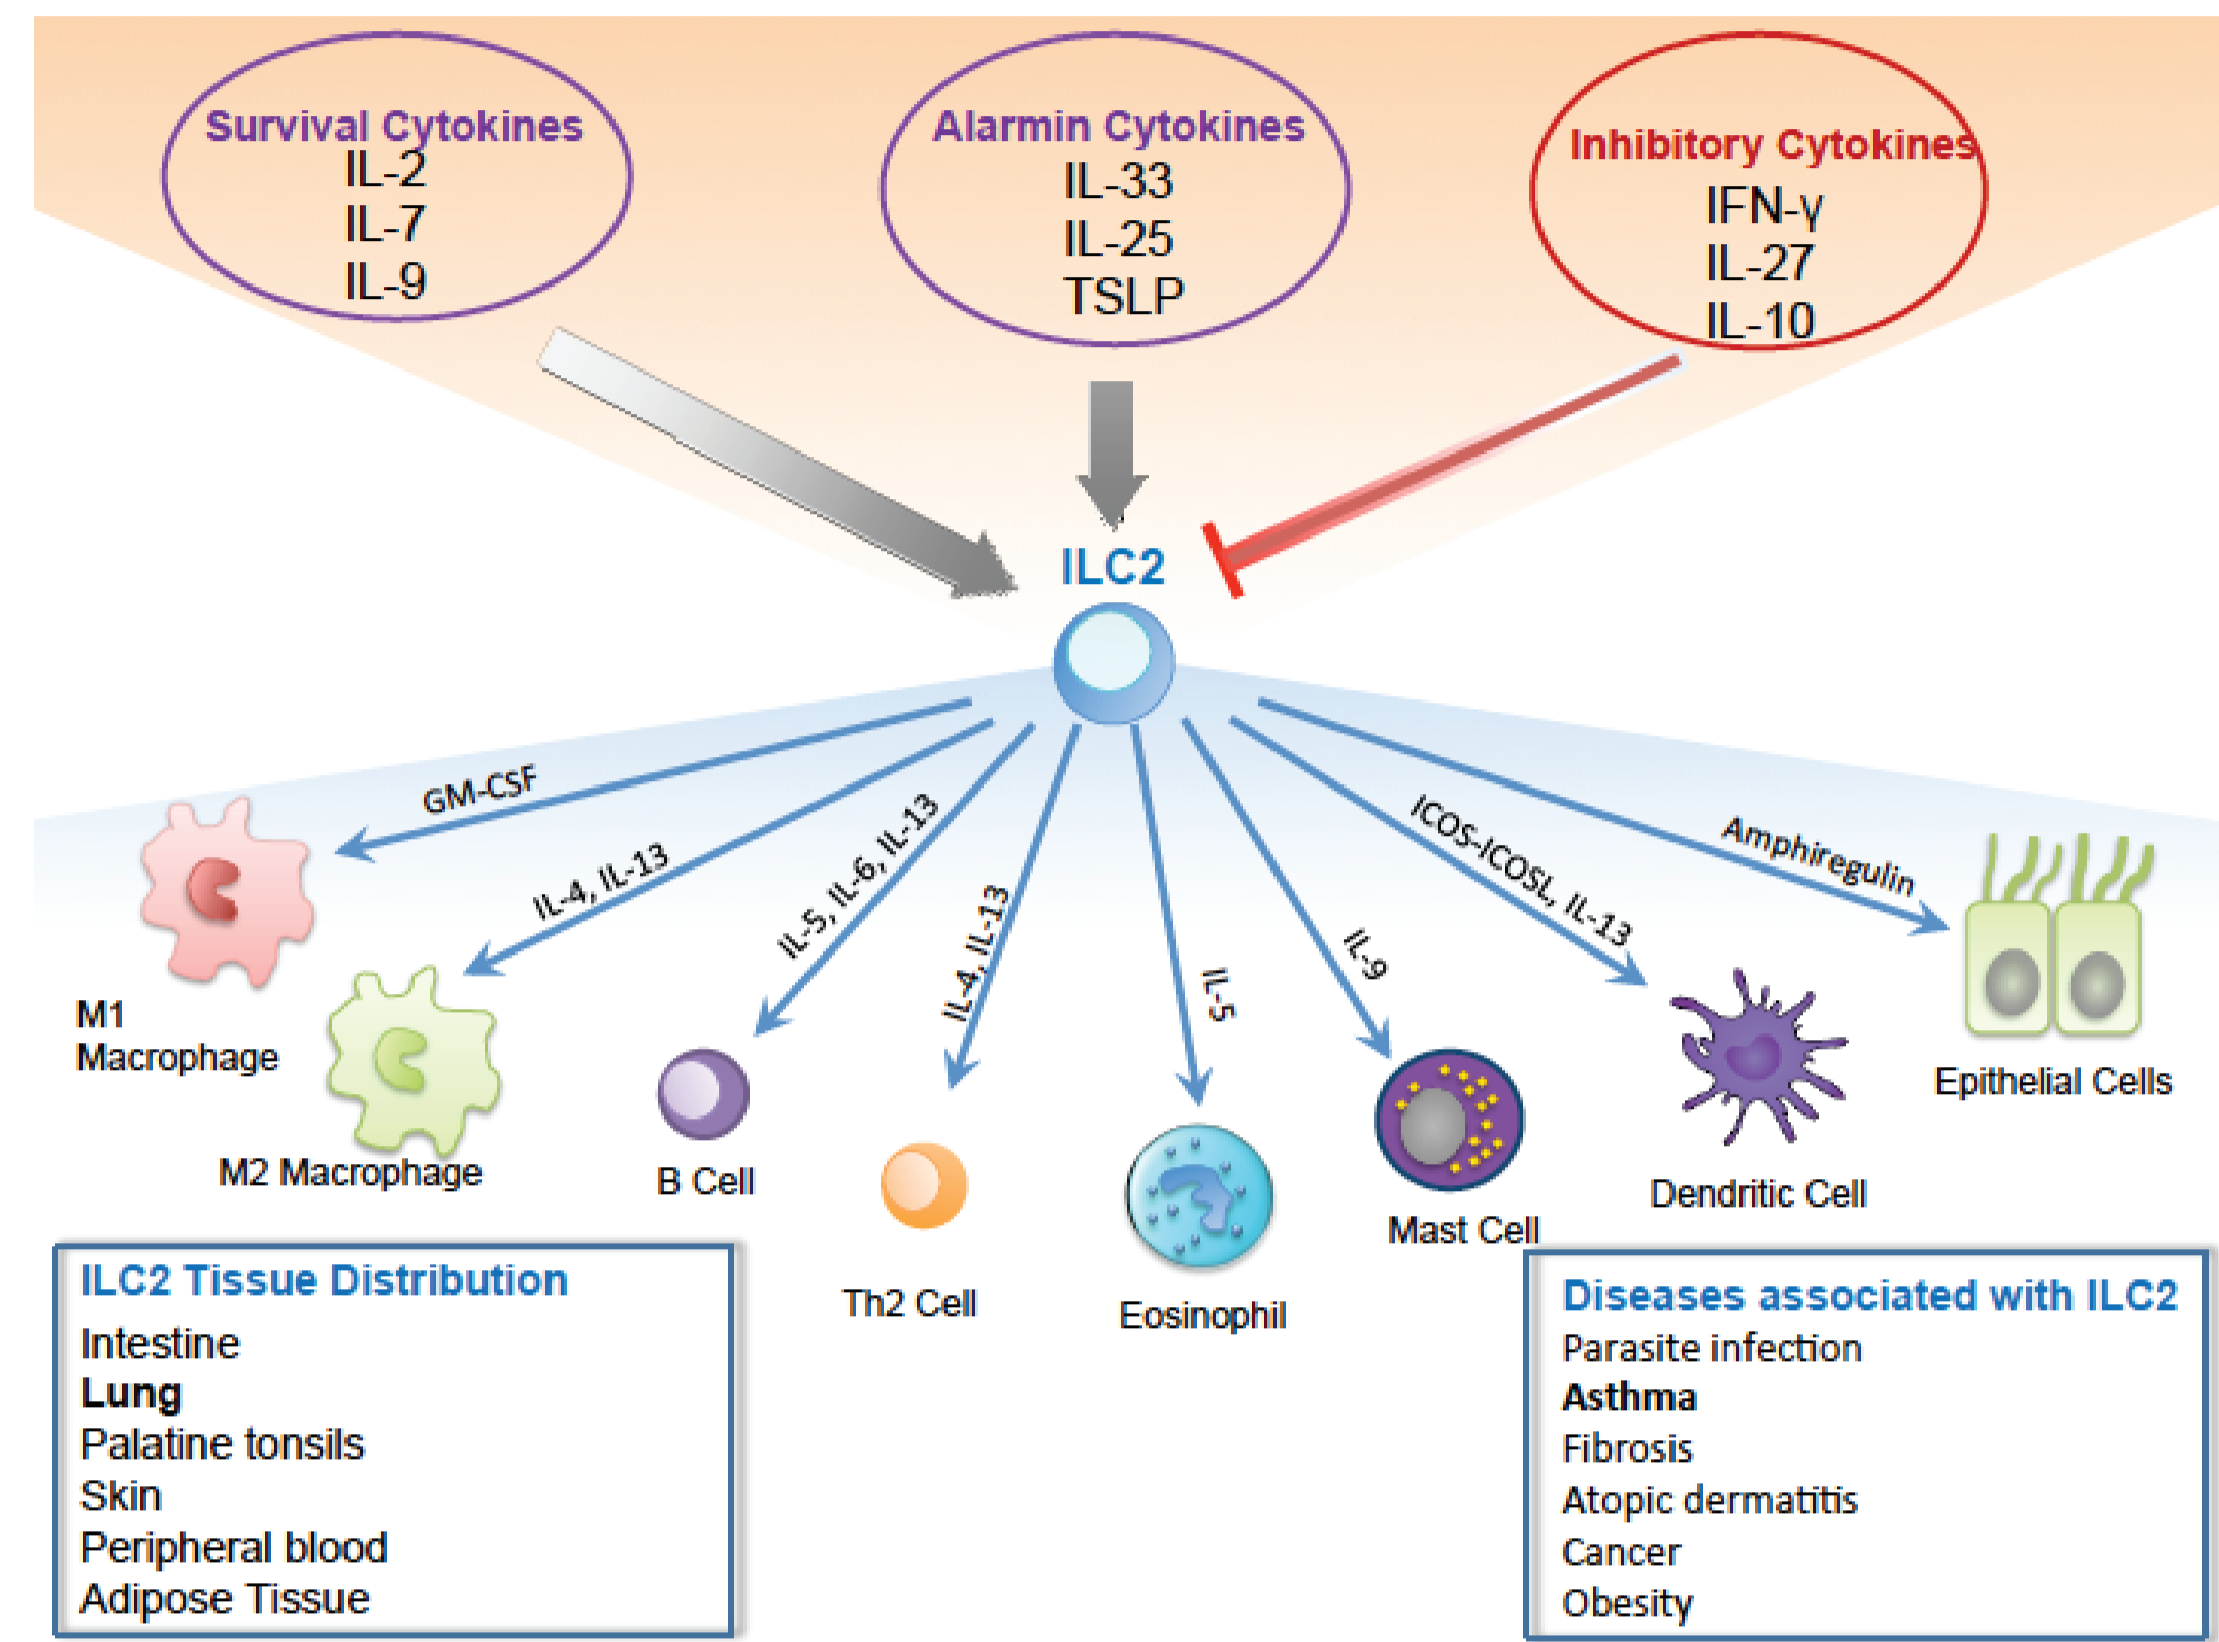 Survival Cytokines
IL-2
IL-7
IL-9
Alarmin Cytokines
IL-33
IL-25
TSLP
Inhibitory Cytokines
IFN-γ
IL-27
IL-10
ILC2
GM-CSF
IL-4, IL-13
IL-5, IL-6, IL-13
IL-4, IL-13
IL-5
IL-9
ICOS-ICOSL, IL-13
Amphiregulin
M1
Macrophage
M2 Macrophage
B Cell
Th2 Cell
Eosinophil
Mast Cell
Dendritic Cell
Epithelial Cells
ILC2 Tissue Distribution
Intestine
Lung
Palatine tonsils
Skin
Peripheral blood
Adipose Tissue
Diseases associated with ILC2
Parasite infection
Asthma
Fibrosis
Atopic dermatitis
Cancer
Obesity